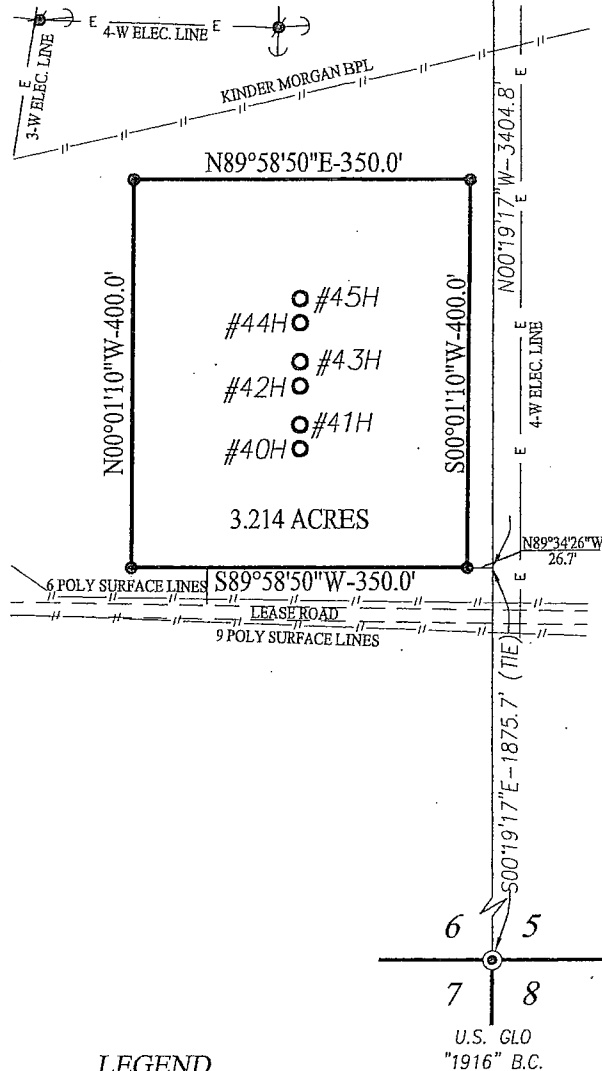 E
4-W ELEC. LINE
E
E
3-W ELEC. LINE
KINDER MORGAN BPL
E
N00°19'17"W-3404.8'
N89°58'50"E-350.0'
E
N00°01'10"W-400.0'
S00°01'10"W-400.0'
#45H
#44H
#43H
#42H
#41H
#40H
E
4-W ELEC. LINE
E
3.214 ACRES
N89°34'26"W
26.7'
E
6 POLY SURFACE LINES
S89°58'50"W-350.0'
LEASE ROAD
9 POLY SURFACE LINES
S00°19'17"E-1875.7' (TIE)
6 5
7 8
U.S. GLO
"1916" B.C.
LEGEND